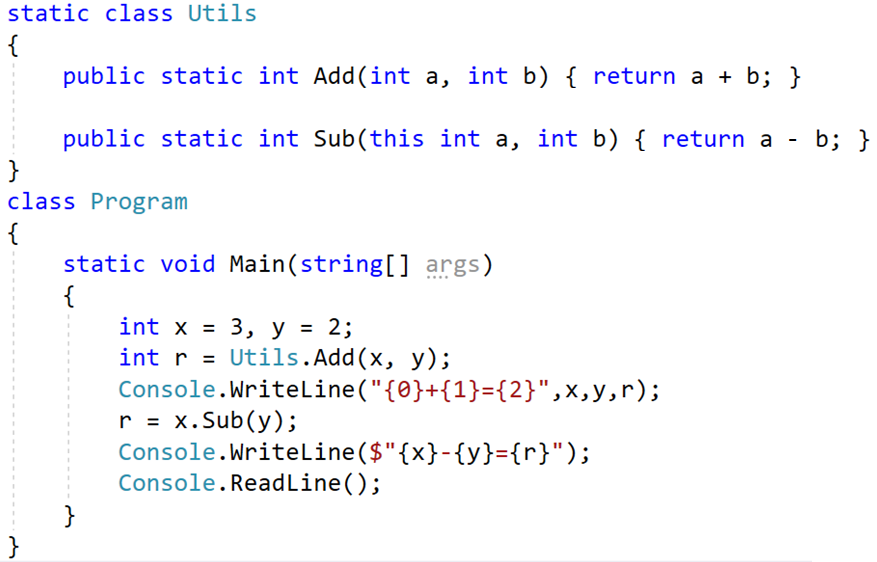 static class Utils
{
    public static int Add(int a, int b) { return a + b; }
    public static int Sub(this int a, int b) { return a - b; }
}
class Program
{
    static void Main(string[] args)
    {
        int x = 3, y = 2;
        int r = Utils.Add(x, y);
        Console.WriteLine("{0}+{1}={2}",x,y,r);
        r = x.Sub(y);
        Console.WriteLine($"{x}-{y}={r}");
        Console.ReadLine();
    }
}